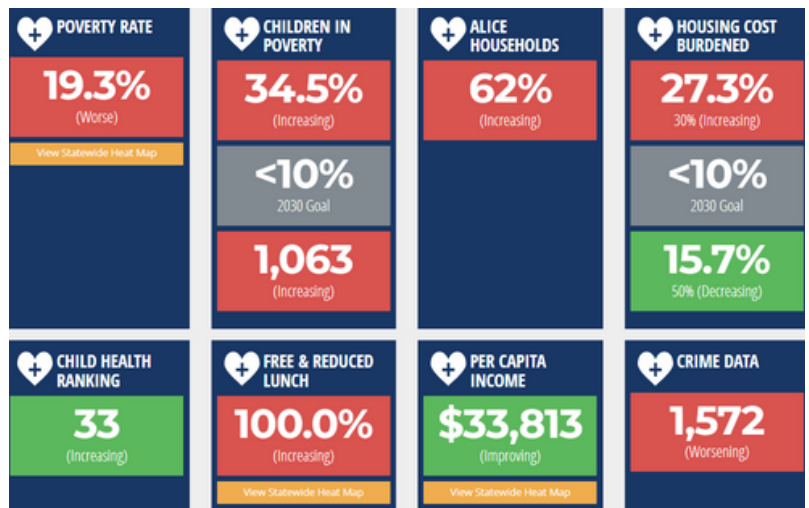 POVERTY RATE
19.3%
(Worse)
View Statewide Heat Map
CHILDREN IN
POVERTY
34.5%
(Increasing)
<10%
2030 Goal
1,063
(Increasing)
ALICE
HOUSEHOLDS
62%
(Increasing)
HOUSING COST
BURDENED
27.3%
30% (Increasing)
<10%
2030 Goal
15.7%
50% (Decreasing)
CHILD HEALTH
RANKING
33
(Increasing)
FREE & REDUCED
LUNCH
100.0%
(Increasing)
View Statewide Heat Map
PER CAPITA
INCOME
$33,813
(Improving)
View Statewide Heat Map
CRIME DATA
1,572
(Worsening)